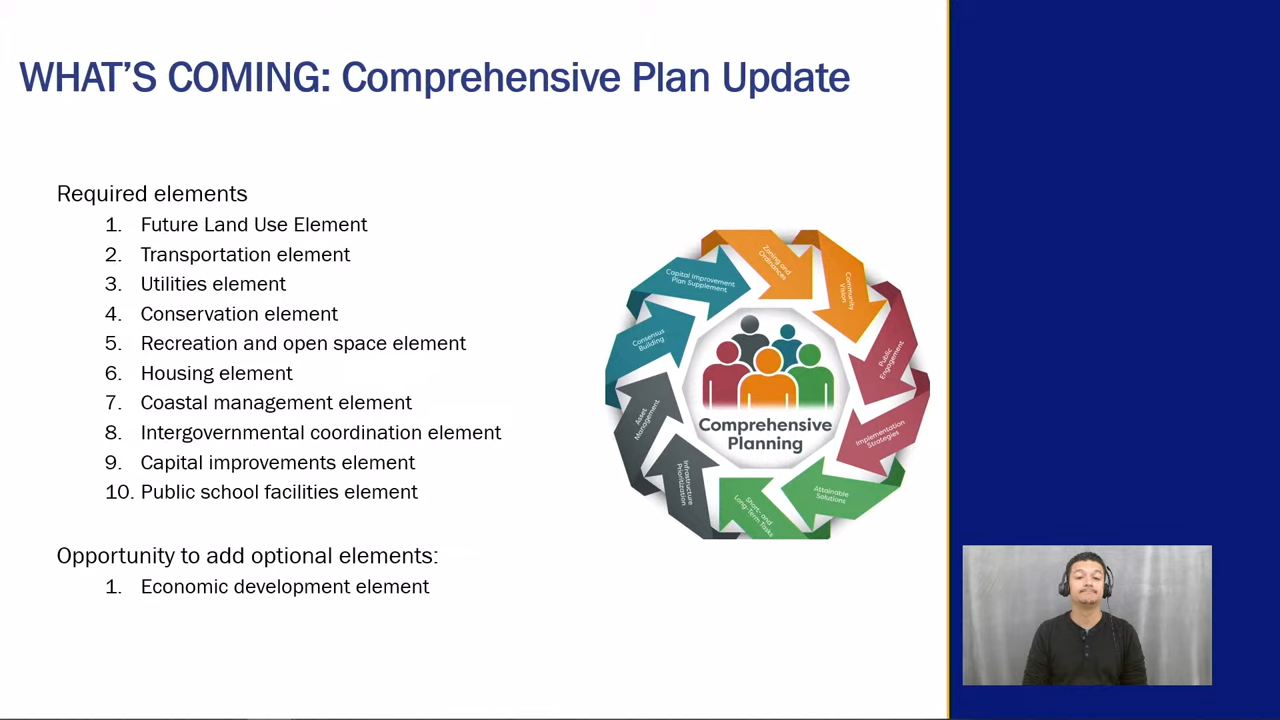 WHAT'S COMING: Comprehensive Plan Update
Required elements
1. Future Land Use Element
2. Transportation element
3. Utilities element
4. Conservation element
5. Recreation and open space element
6. Housing element
7. Coastal management element
8. Intergovernmental coordination element
9. Capital improvements element
10. Public school facilities element
Opportunity to add optional elements:
1. Economic development element
Zoning and
Ordinances
Community
Vision
Public
Engagement
Implementation
Strategies
Attainable
Solutions
Short- and
Long-Term Tasks
Infrastructure
Prioritization
Asset
Management
Consensus
Building
Capital Improvement
Plan Supplement
Comprehensive
Planning